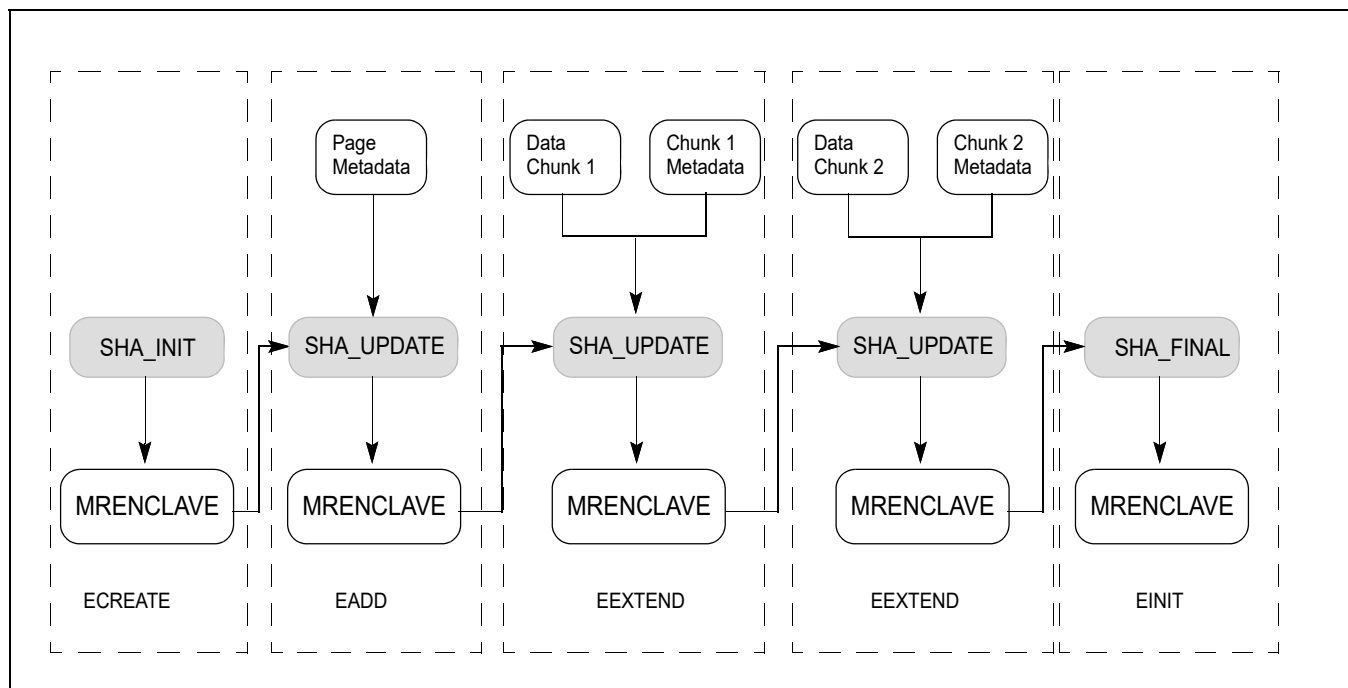 Page
Metadata
Data
Chunk 1
Chunk 1
Metadata
Data
Chunk 2
Chunk 2
Metadata
SHA_INIT
SHA_UPDATE
SHA_UPDATE
SHA_UPDATE
SHA_FINAL
MRENCLAVE
MRENCLAVE
MRENCLAVE
MRENCLAVE
MRENCLAVE
ECREATE
EADD
EEXTEND
EEXTEND
EINIT